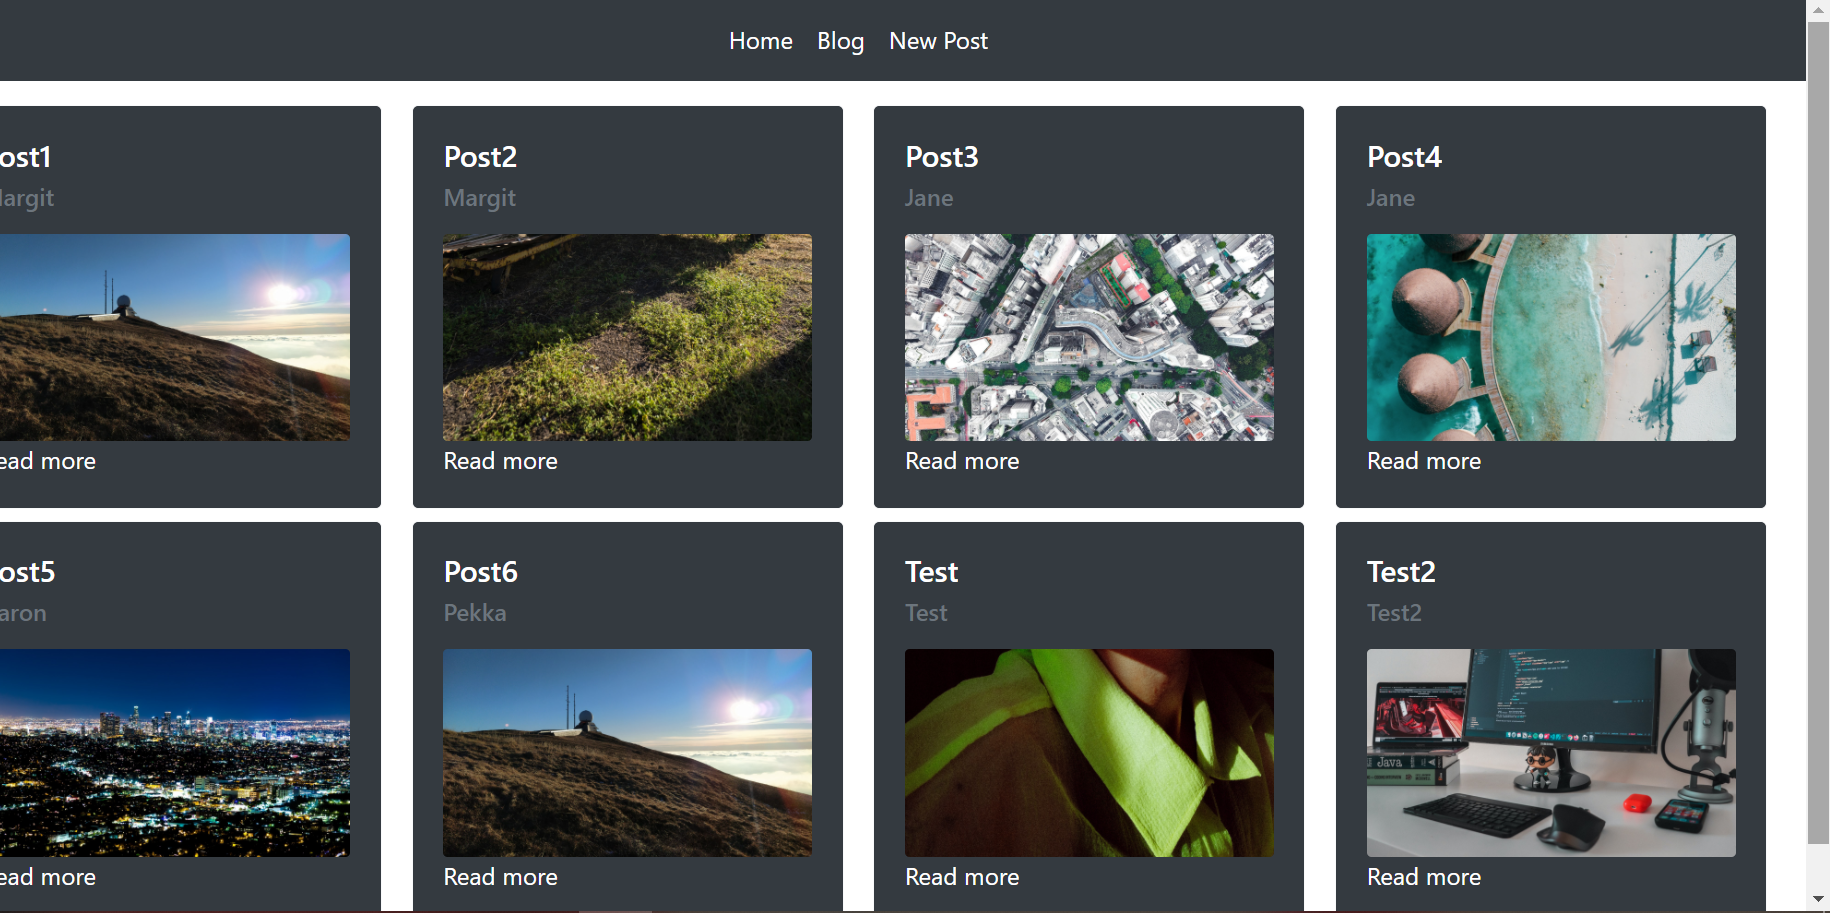 Home Blog New Post
ost1
argit
ead more
Post2
Margit
Read more
Post3
Jane
Read more
Post4
Jane
Read more
ost5
aron
ead more
Post6
Pekka
Read more
Test
Test
Read more
Test2
Test2
Java
Read more